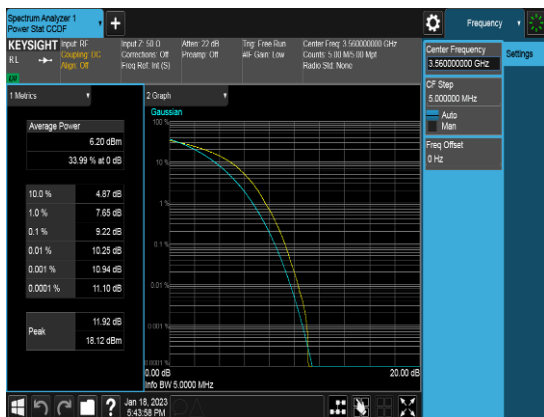 Spectrum Analyzer 1
Power Stat CCDF
Frequency
KEYSIGHT
Input: RF
Coupling: DC
Align: Off
Input Z: 50 Ω
Corrections: Off
Freq Ref: Int (S)
Atten: 22 dB
Preamp: Off
Trig: Free Run
#IF Gain: Low
Center Freq: 3.560000000 GHz
Counts: 5.00 M/5.00 Mpt
Radio Std: None
RL
1 Metrics
Average Power
6.20 dBm
33.99 % at 0 dB
10.0 % 4.87 dB
1.0 % 7.65 dB
0.1 % 9.22 dB
0.01 % 10.25 dB
0.001 % 10.94 dB
0.0001 % 11.10 dB
Peak
11.92 dB
18.12 dBm
2 Graph
Gaussian
100 %
10 %
1 %
0.1 %
0.01 %
0.001 %
0.0001 %
0.00 dB
20.00 dB
Info BW 5.0000 MHz
Center Frequency
3.560000000 GHz
Settings
CF Step
5.000000 MHz
Auto
Man
Freq Offset
0 Hz
Jan 18, 2023
5:43:58 PM